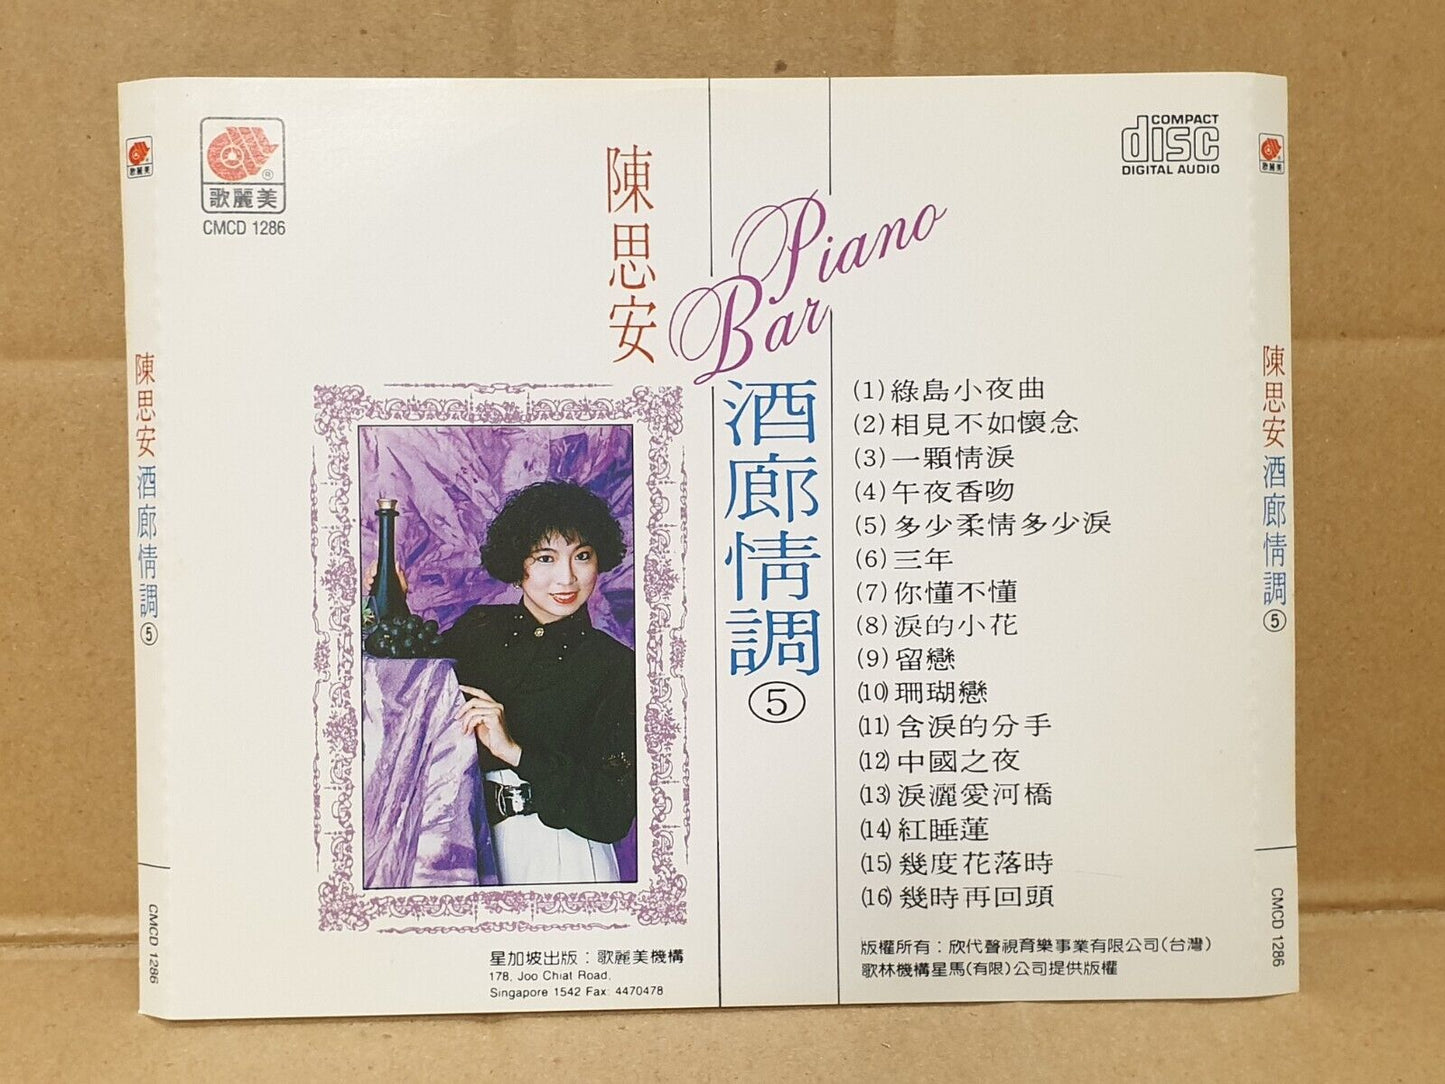 歌麗美
CMCD 1286
陳思安
Piano
Bar
酒廊情調
5
COMPACT
disc
DIGITAL AUDIO
(1)綠島小夜曲
(2)相見不如懷念
(3)一顆情淚
(4)午夜香吻
(5)多少柔情多少淚
(6)三年
(7)你懂不懂
(8)淚的小花
(9)留戀
(10)珊瑚戀
(11)含淚的分手
(12)中國之夜
(13)淚灑愛河橋
(14)紅睡蓮
(15)幾度花落時
(16)幾時再回頭
版權所有：欣代聲視育樂事業有限公司(台灣)
歌林機構星馬(有限)公司提供版權
星加坡出版：歌麗美機構
178, Joo Chiat Road,
Singapore 1542 Fax: 4470478
歌麗美
陳思安 酒廊情調⑤
CMCD 1286
歌麗美
陳思安 酒廊情調⑤
CMCD 1286